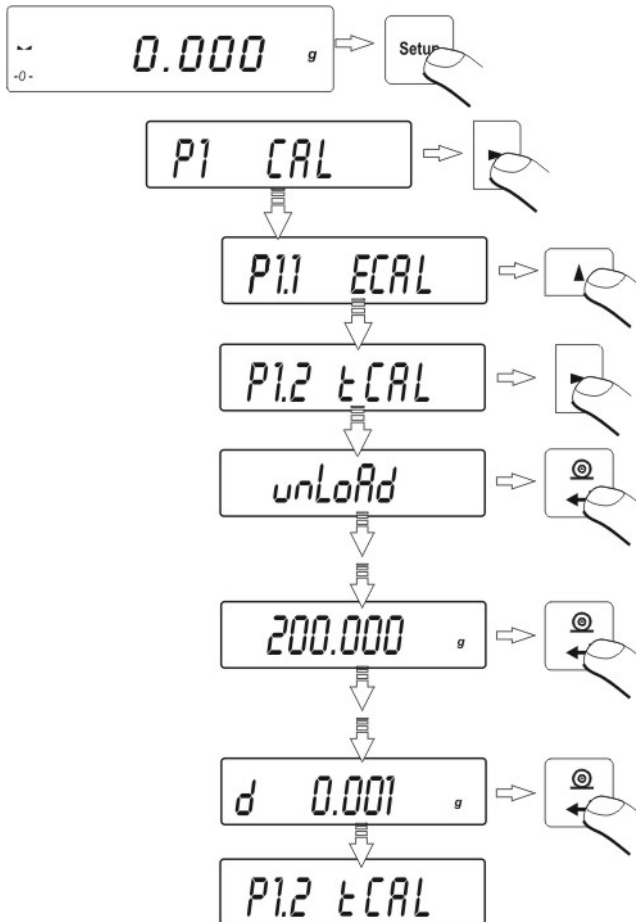 -0- 0.000 g Setup
P1 CAL
P1.1 ECAL
P1.2 tCAL
unLoAd
200.000 g
d 0.001 g
P1.2 tCAL